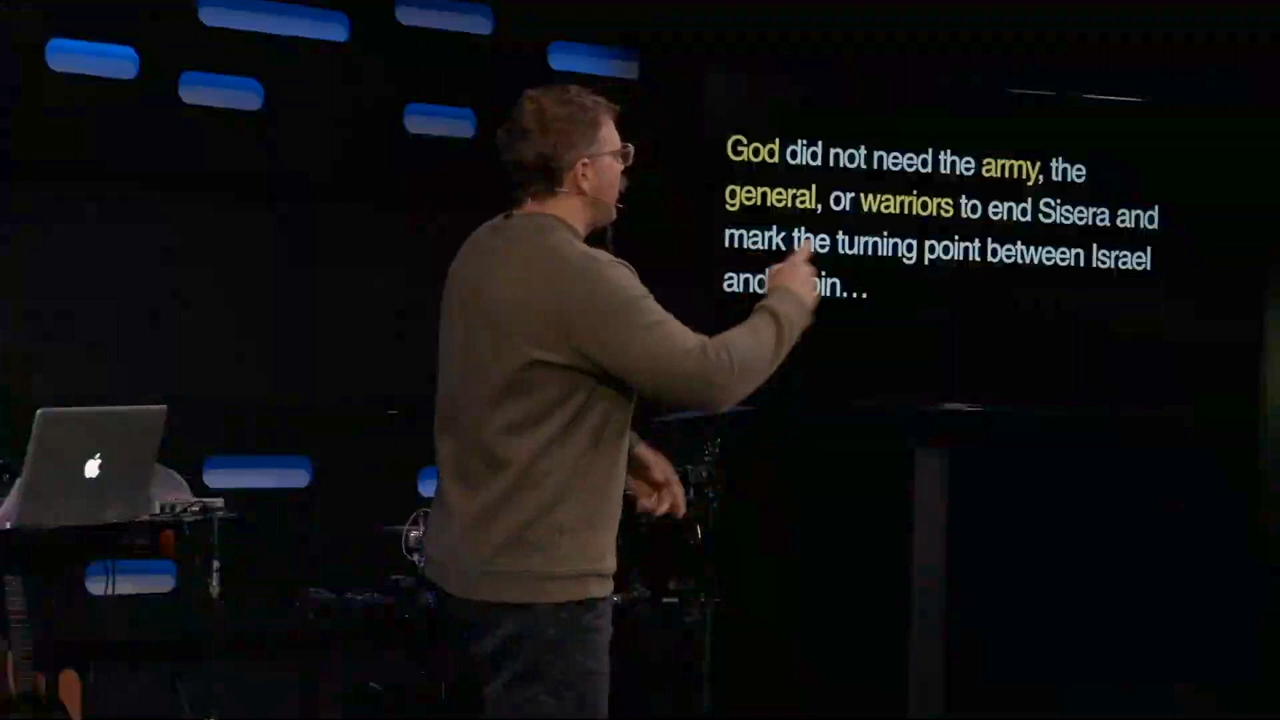 God did not need the army, the
general, or warriors to end Sisera and
mark the turning point between Israel
and in…